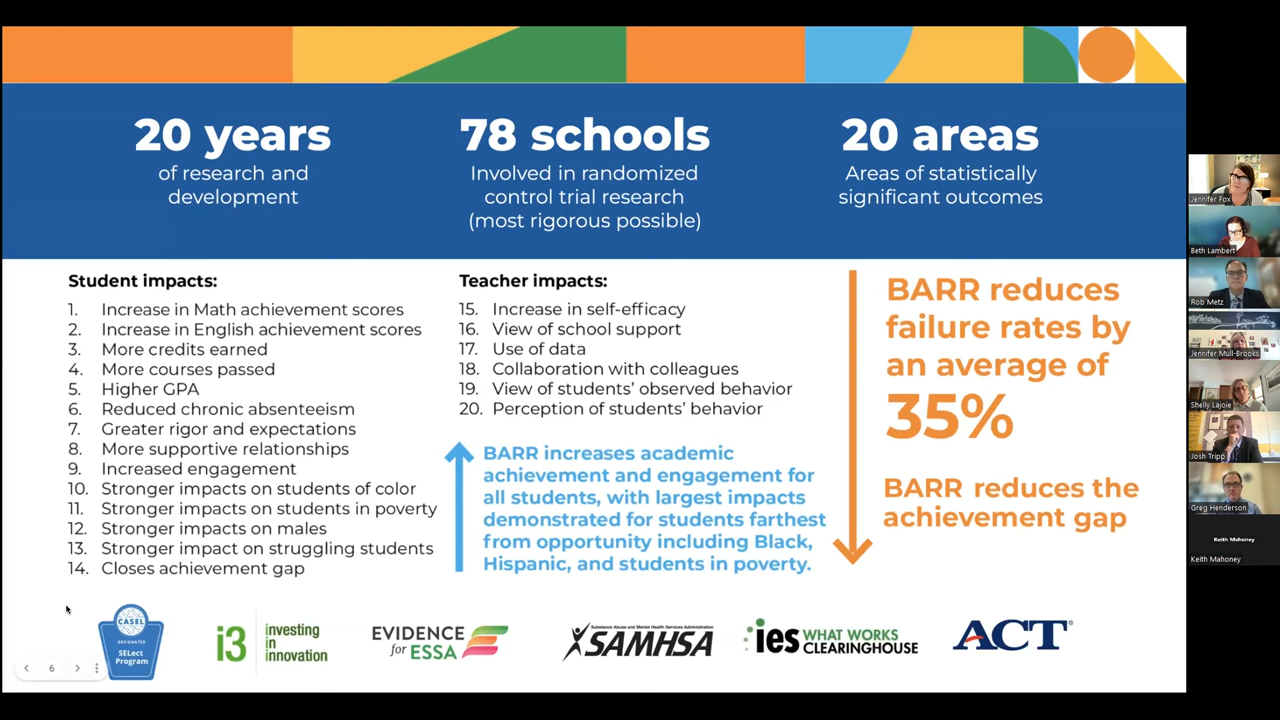 20 years
of research and
development
78 schools
Involved in randomized
control trial research
(most rigorous possible)
20 areas
Areas of statistically
significant outcomes
Student impacts:
1. Increase in Math achievement scores
2. Increase in English achievement scores
3. More credits earned
4. More courses passed
5. Higher GPA
6. Reduced chronic absenteeism
7. Greater rigor and expectations
8. More supportive relationships
9. Increased engagement
10. Stronger impacts on students of color
11. Stronger impacts on students in poverty
12. Stronger impacts on males
13. Stronger impact on struggling students
14. Closes achievement gap
Teacher impacts:
15. Increase in self-efficacy
16. View of school support
17. Use of data
18. Collaboration with colleagues
19. View of students' observed behavior
20. Perception of students' behavior
BARR increases academic
achievement and engagement for
all students, with largest impacts
demonstrated for students farthest
from opportunity including Black,
Hispanic, and students in poverty.
BARR reduces
failure rates by
an average of
35%
BARR reduces the
achievement gap
CASEL
DESIGNATED
SELect
Program
i3 investing
in
innovation
EVIDENCE
for ESSA
Substance Abuse and Mental Health Services Administration
SAMHSA
ies WHAT WORKS
CLEARINGHOUSE
ACT®
6
Jennifer Fox
Beth Lambert
Rob Metz
Jennifer Mull-Brooks
Shelly Lajoie
Josh Tripp
Greg Henderson
Keith Mahoney
Keith Mahoney